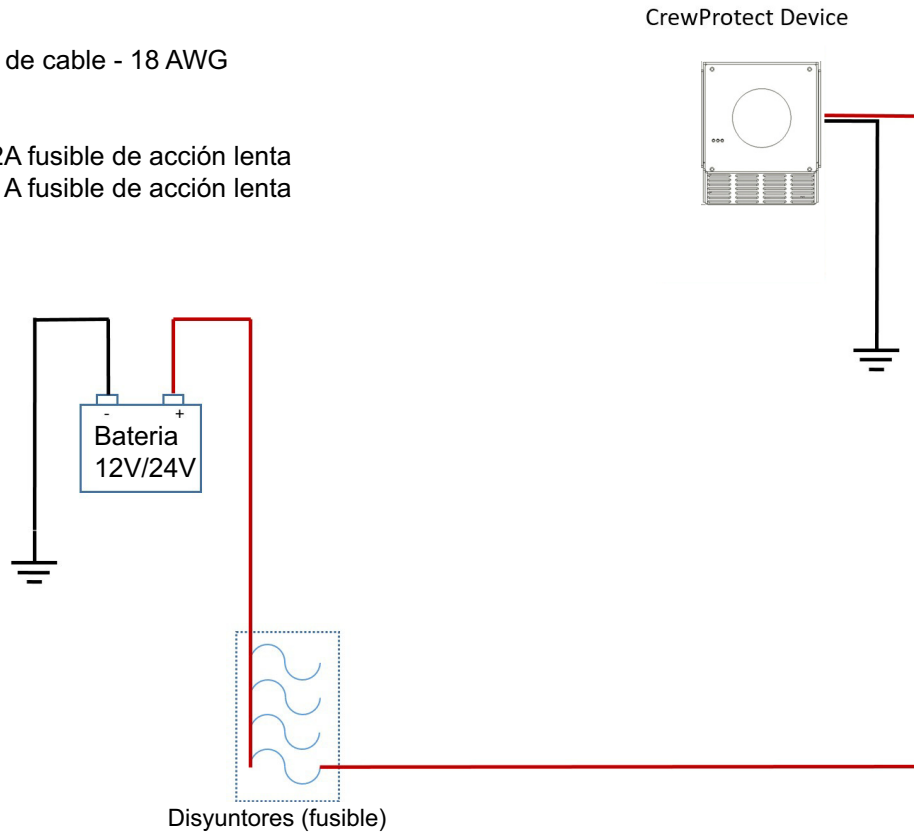 CrewProtect Device
de cable - 18 AWG
2A fusible de acción lenta
A fusible de acción lenta
- +
Bateria
12V/24V
Disyuntores (fusible)